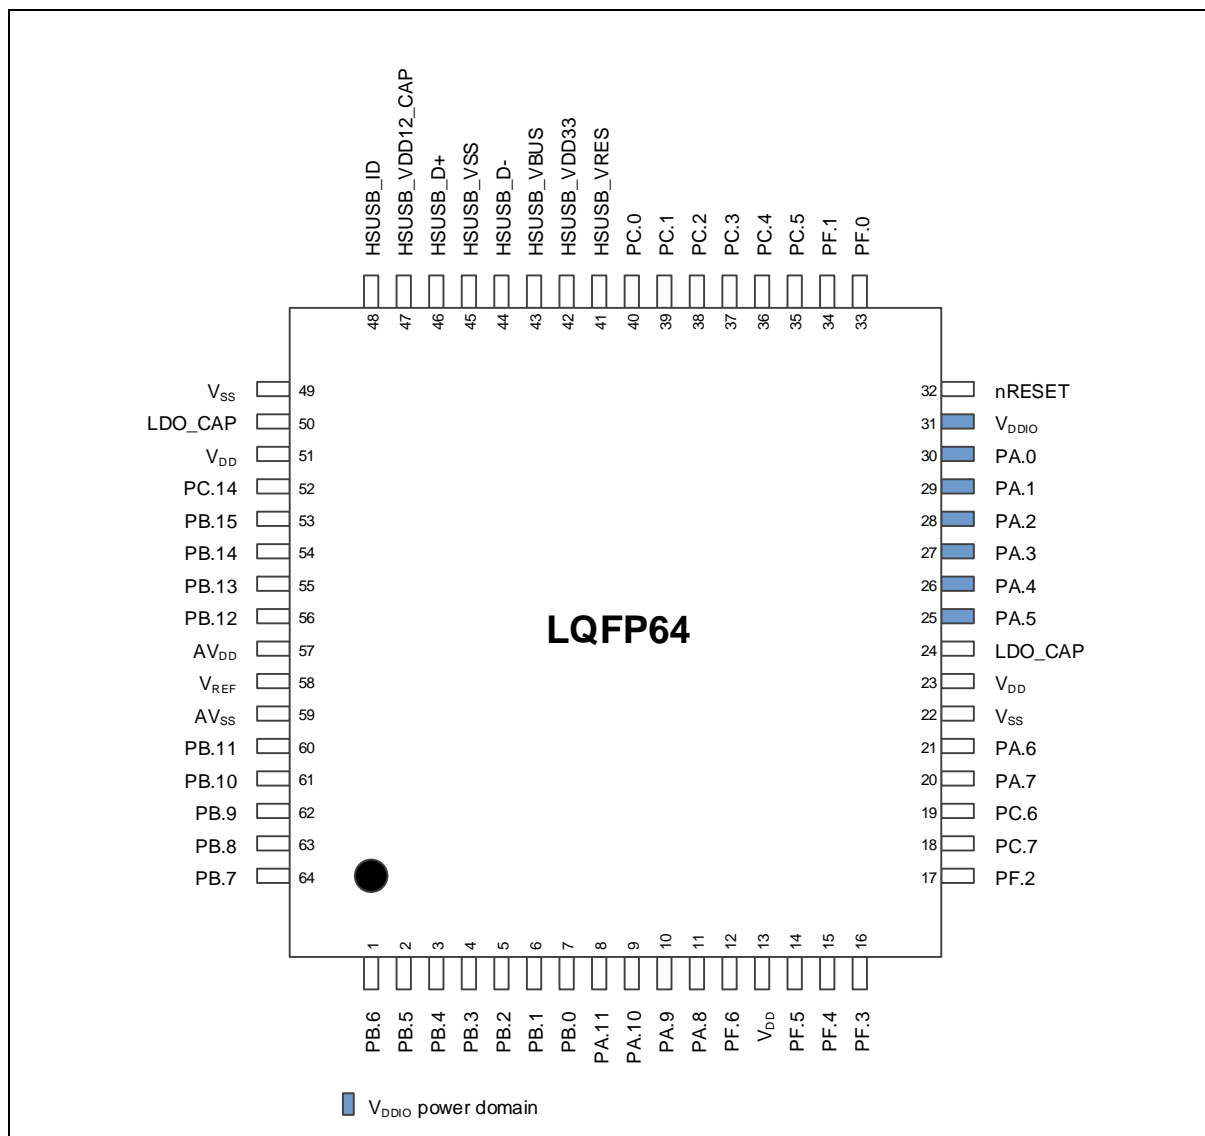 HSUSB_ID
HSUSB_VDD12_CAP
HSUSB_D+
HSUSB_VSS
HSUSB_D-
HSUSB_VBUS
HSUSB_VDD33
HSUSB_VRES
PC.0
PC.1
PC.2
PC.3
PC.4
PC.5
PF.1
PF.0
48 47 46 45 44 43 42 41 40 39 38 37 36 35 34 33
VSS 49
LDO_CAP 50
VDD 51
PC.14 52
PB.15 53
PB.14 54
PB.13 55
PB.12 56
AVDD 57
VREF 58
AVSS 59
PB.11 60
PB.10 61
PB.9 62
PB.8 63
PB.7 64
LQFP64
32 nRESET
31 VDDIO
30 PA.0
29 PA.1
28 PA.2
27 PA.3
26 PA.4
25 PA.5
24 LDO_CAP
23 VDD
22 VSS
21 PA.6
20 PA.7
19 PC.6
18 PC.7
17 PF.2
1 2 3 4 5 6 7 8 9 10 11 12 13 14 15 16
PB.6
PB.5
PB.4
PB.3
PB.2
PB.1
PB.0
PA.11
PA.10
PA.9
PA.8
PF.6
VDD
PF.5
PF.4
PF.3
VDDIO power domain